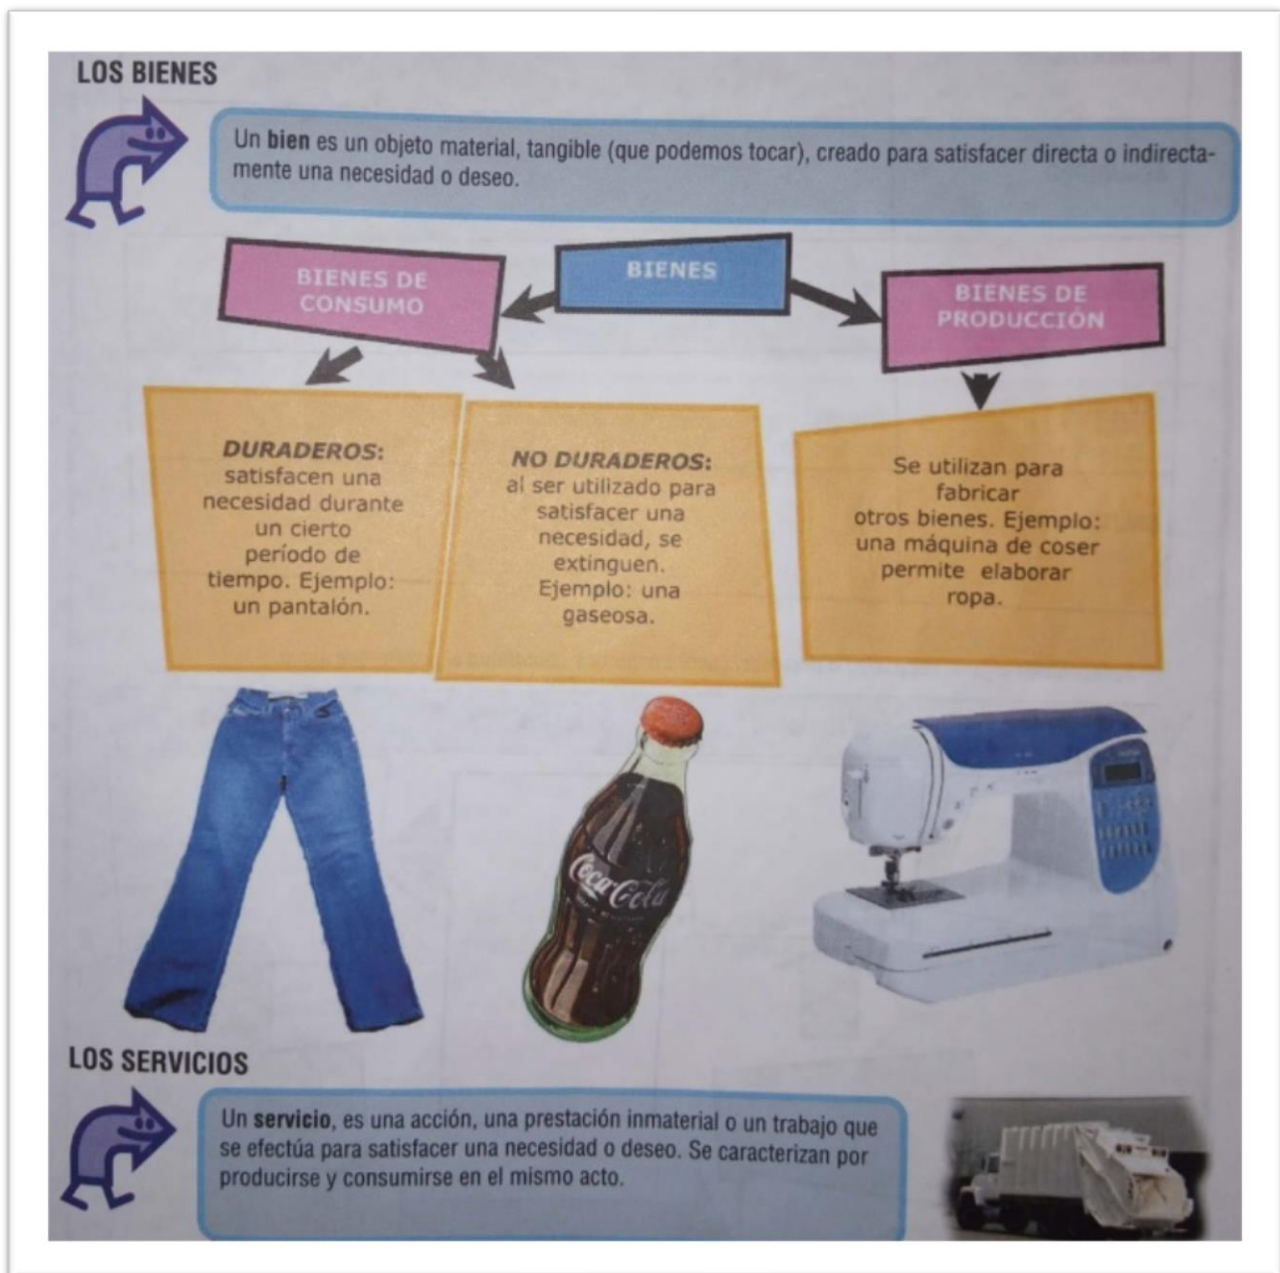 LOS BIENES
Un bien es un objeto material, tangible (que podemos tocar), creado para satisfacer directa o indirecta-
mente una necesidad o deseo.
BIENES
BIENES DE
CONSUMO
BIENES DE
PRODUCCIÓN
DURADEROS:
satisfacen una
necesidad durante
un cierto
período de
tiempo. Ejemplo:
un pantalón.
NO DURADEROS:
al ser utilizado para
satisfacer una
necesidad, se
extinguen.
Ejemplo: una
gaseosa.
Se utilizan para
fabricar
otros bienes. Ejemplo:
una máquina de coser
permite elaborar
ropa.
Coca-Cola
LOS SERVICIOS
Un servicio, es una acción, una prestación inmaterial o un trabajo que
se efectúa para satisfacer una necesidad o deseo. Se caracterizan por
producirse y consumirse en el mismo acto.